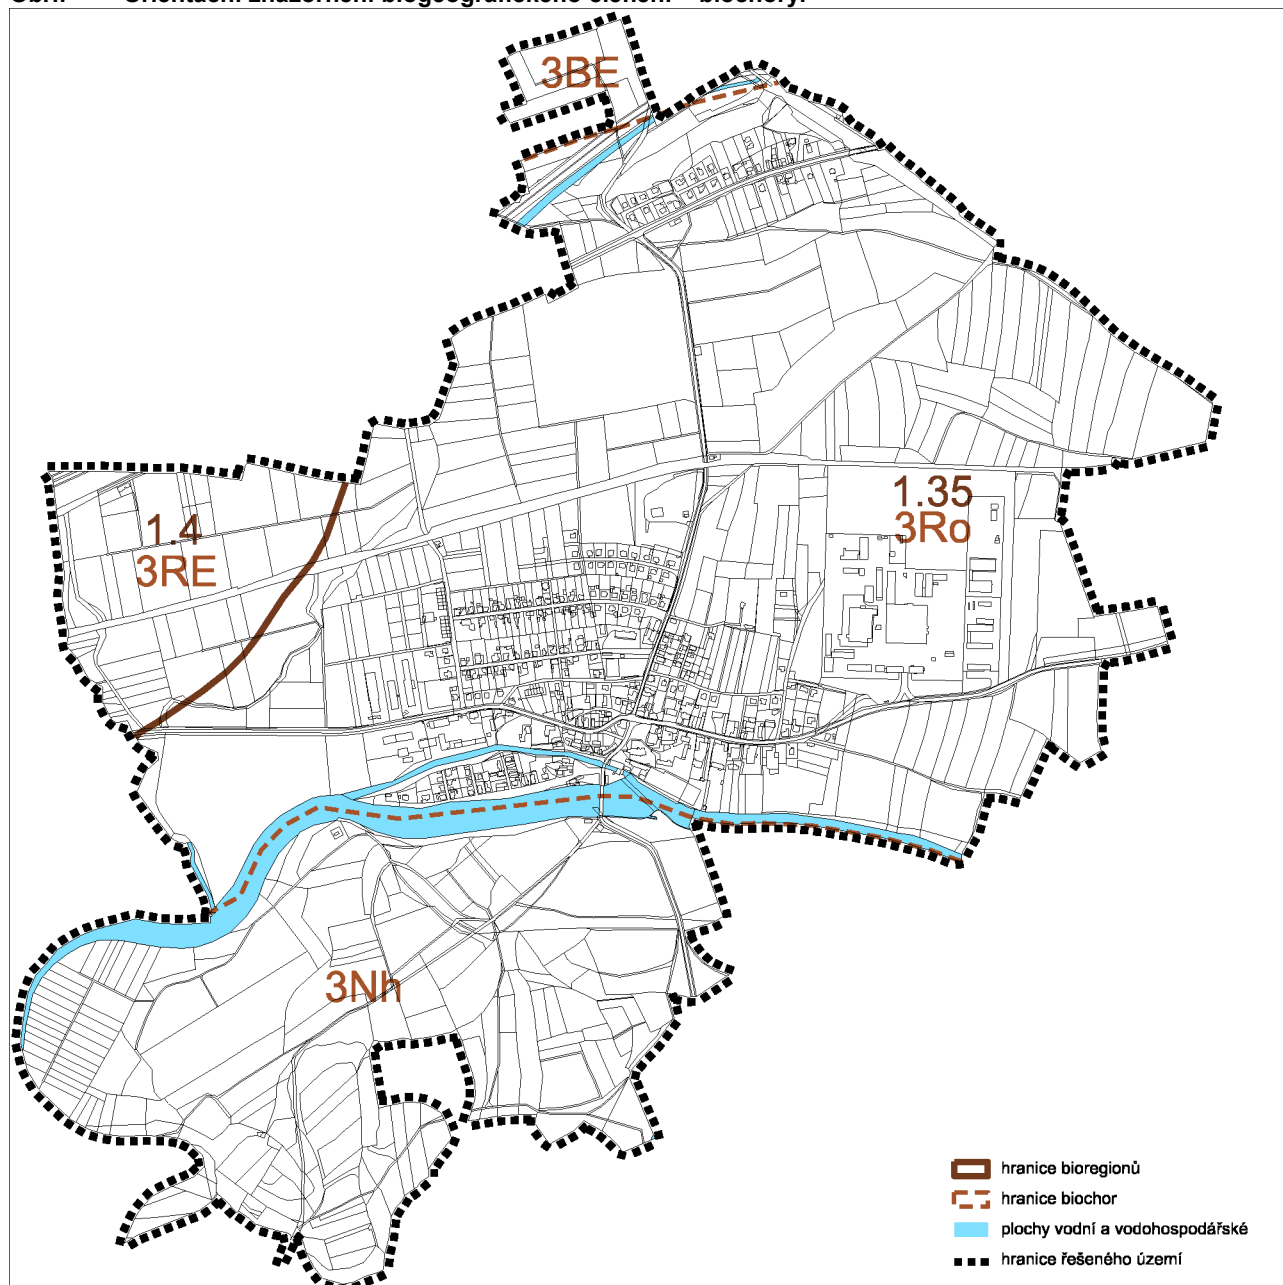 3BE
1.35
3Ro
1.4
3RE
3Nh
hranice bioregionů
hranice biochor
plochy vodní a vodohospodářské
hranice řešeného území